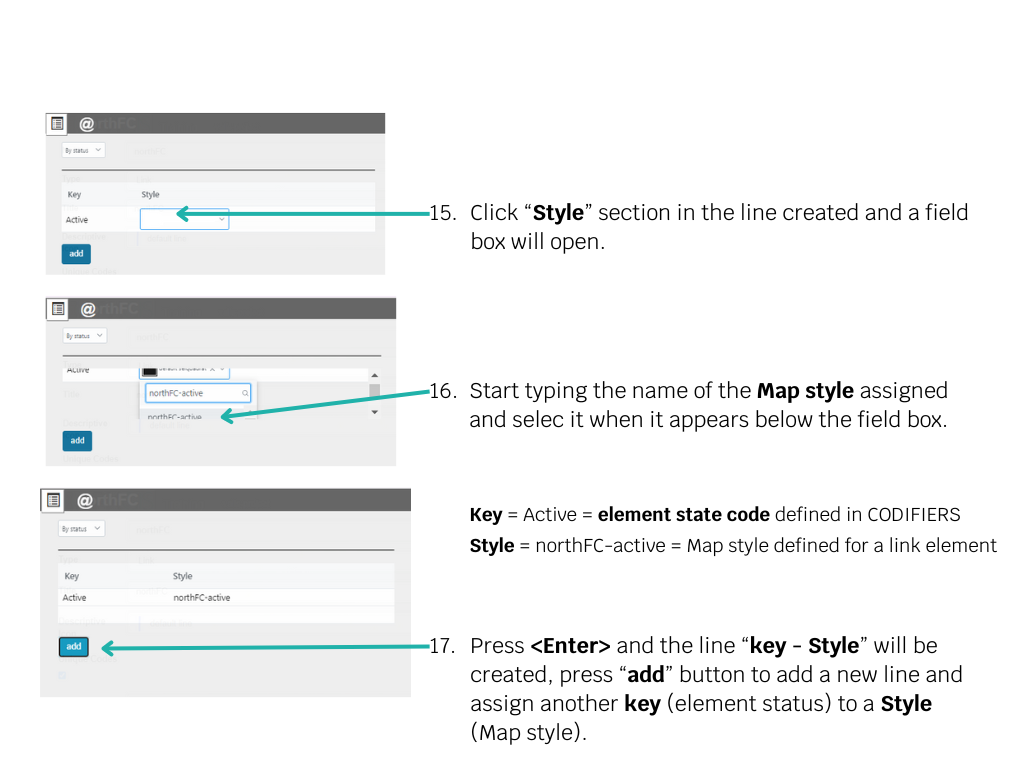 @rthFC
By status
Key Style
Active
add
15. Click “Style” section in the line created and a field
box will open.
@rthFC
By status
Active
northFC-active
northFC-active
add
16. Start typing the name of the Map style assigned
and selec it when it appears below the field box.
Key = Active = element state code defined in CODIFIERS
Style = northFC-active = Map style defined for a link element
@rthFC
By status
Key Style
Active northFC-active
add
17. Press <Enter> and the line “key - Style” will be
created, press “add” button to add a new line and
assign another key (element status) to a Style
(Map style).